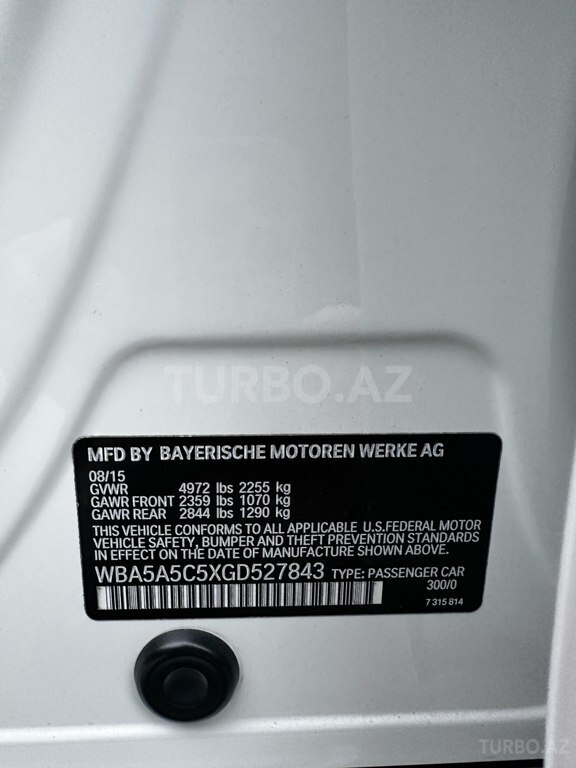 TURBO.AZ
MFD BY BAYERISCHE MOTOREN WERKE AG
08/15
GVWR 4972 lbs 2255 kg
GAWR FRONT 2359 lbs 1070 kg
GAWR REAR 2844 lbs 1290 kg
THIS VEHICLE CONFORMS TO ALL APPLICABLE U.S.FEDERAL MOTOR
VEHICLE SAFETY, BUMPER AND THEFT PREVENTION STANDARDS
IN EFFECT ON THE DATE OF MANUFACTURE SHOWN ABOVE.
WBA5A5C5XGD527843 TYPE: PASSENGER CAR
300/0
7 315 814
TURBO.AZ